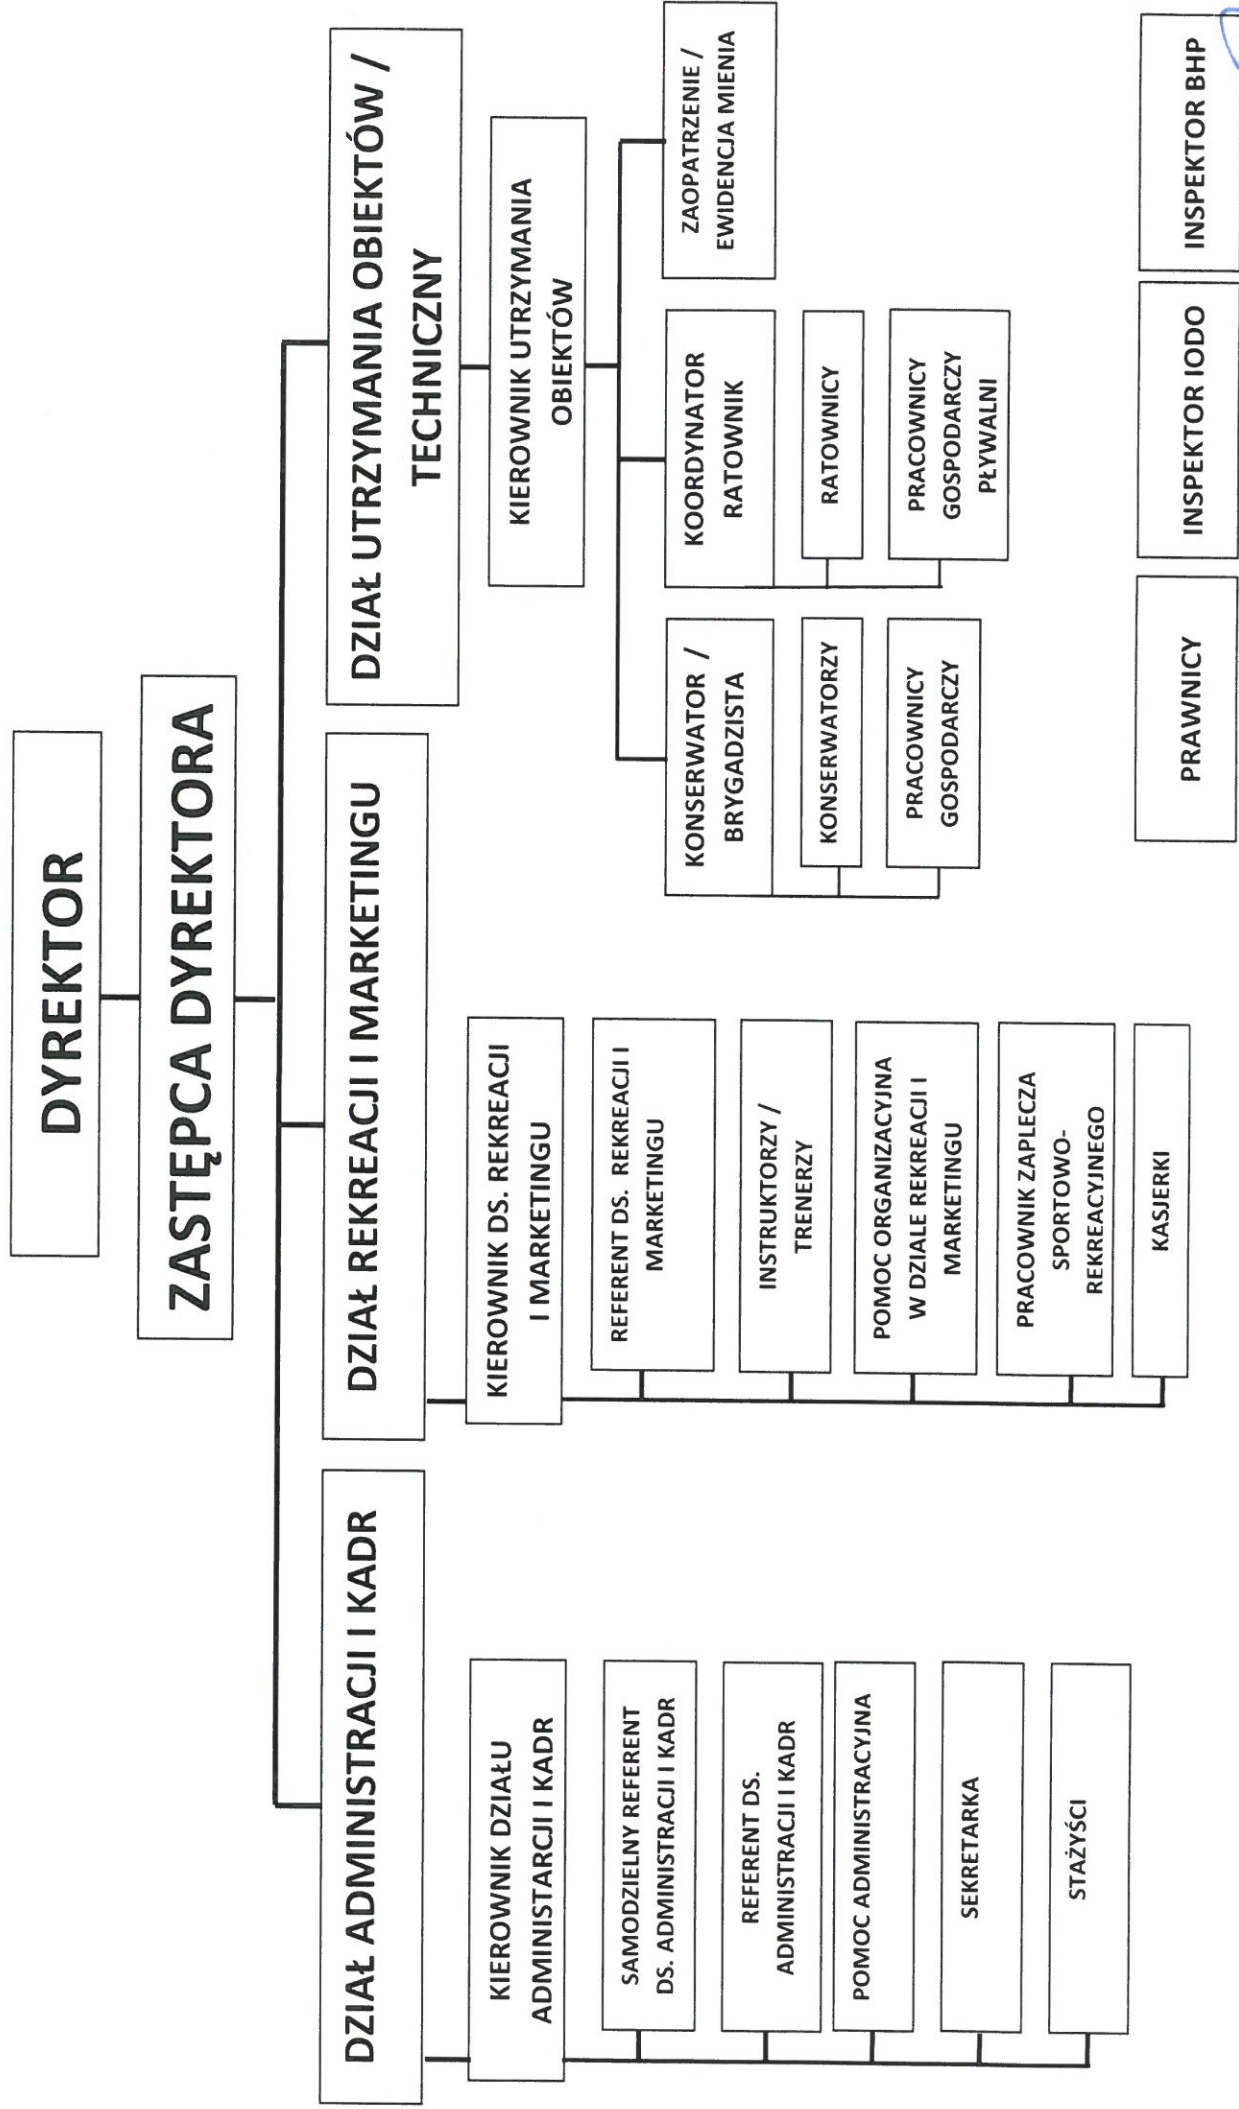 DYREKTOR
ZASTĘPCA DYREKTORA
DZIAŁ ADMINISTRACJI I KADR
KIEROWNIK DZIAŁU
ADMINISTARCJI I KADR
SAMODZIELNY REFERENT
DS. ADMINISTRACJI I KADR
REFERENT DS.
ADMINISTRACJI I KADR
POMOC ADMINISTRACYJNA
SEKRETARKA
STAŻYŚCI
DZIAŁ REKREACJI I MARKETINGU
KIEROWNIK DS. REKREACJI
I MARKETINGU
REFERENT DS. REKREACJI I
MARKETINGU
INSTRUKTORZY /
TRENERZY
POMOC ORGANIZACYJNA
W DZIALE REKREACJI I
MARKETINGU
PRACOWNIK ZAPLECZA
SPORTOWO-
REKREACYJNEGO
KASJERKI
DZIAŁ UTRZYMANIA OBIEKTÓW /
TECHNICZNY
KIEROWNIK UTRZYMANIA
OBIEKTÓW
KONSERWATOR /
BRYGADZISTA
KONSERWATORZY
PRACOWNICY
GOSPODARCZY
KOORDYNATOR
RATOWNIK
RATOWNICY
PRACOWNICY
GOSPODARCZY
PŁYWALNI
ZAOPATRZENIE /
EWIDENCJA MIENIA
PRAWNICY
INSPEKTOR IODO
INSPEKTOR BHP